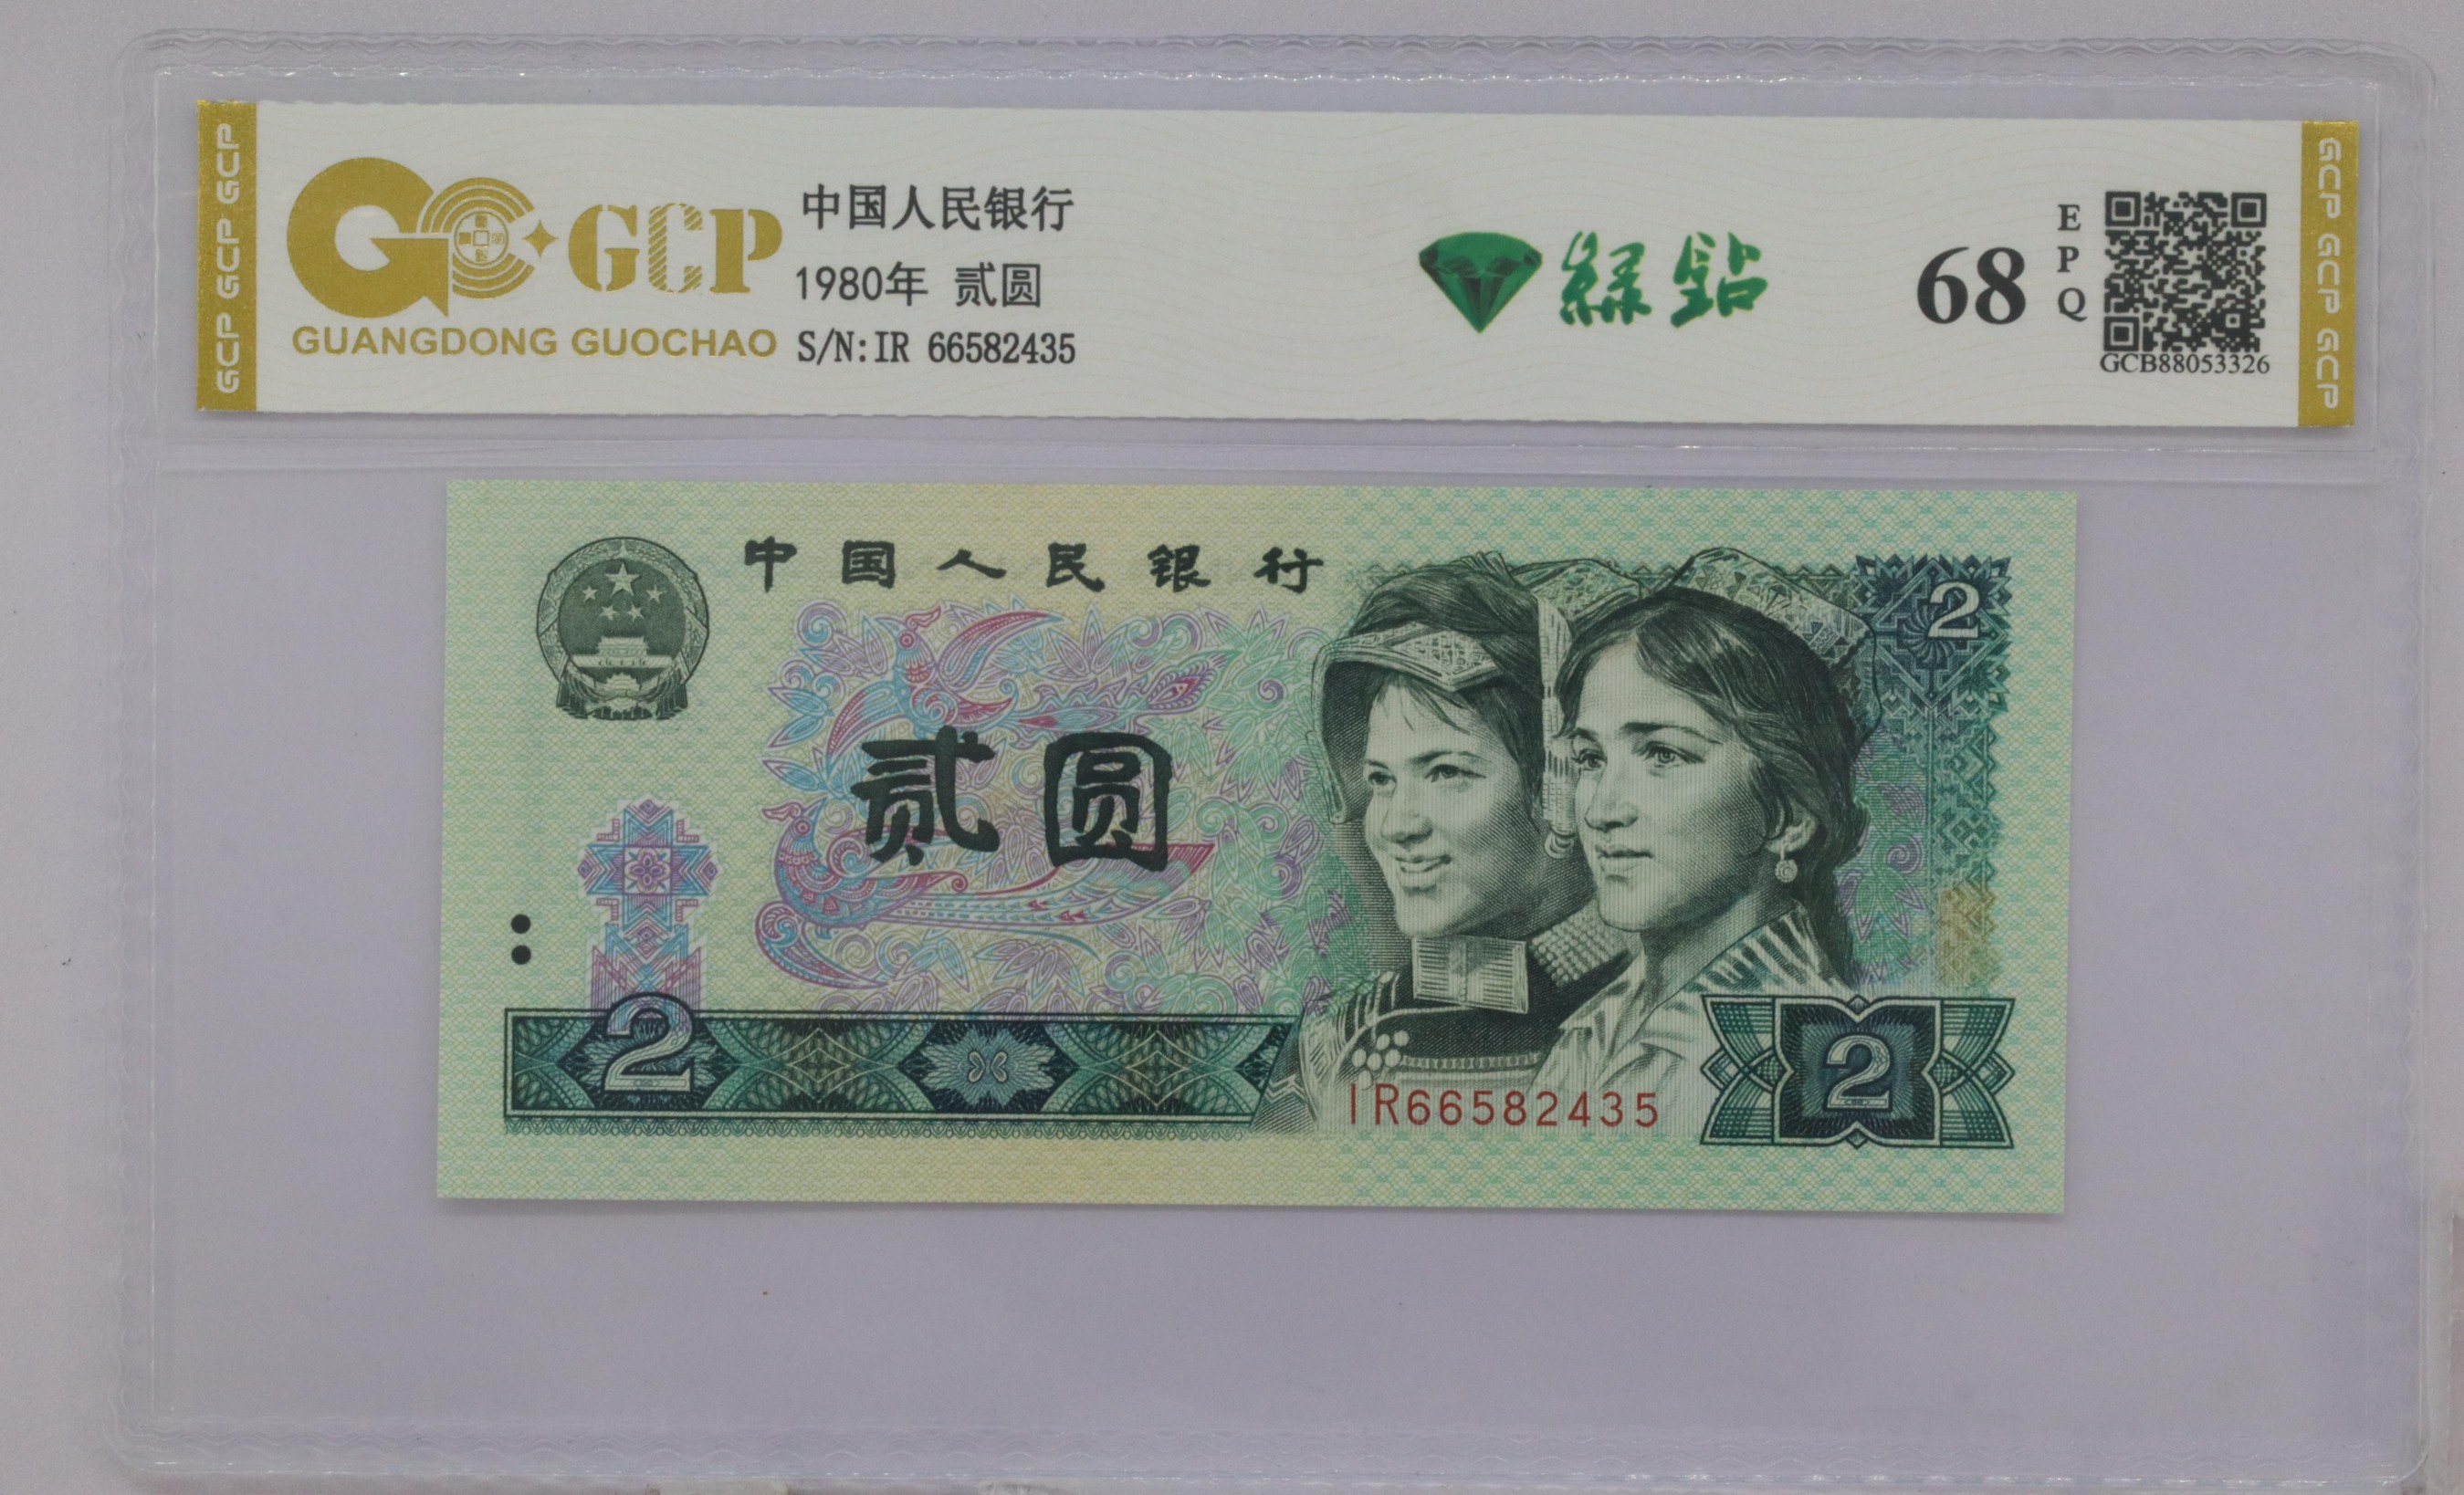 GCP GCP GCP
GCP
GUANGDONG GUOCHAO
中国人民银行
1980年 贰圆
S/N:IR 66582435
綠鉆
68
EPQ
GCB88053326
GCP GCP GCP
中国人民银行
2
贰圆
2
IR66582435
2